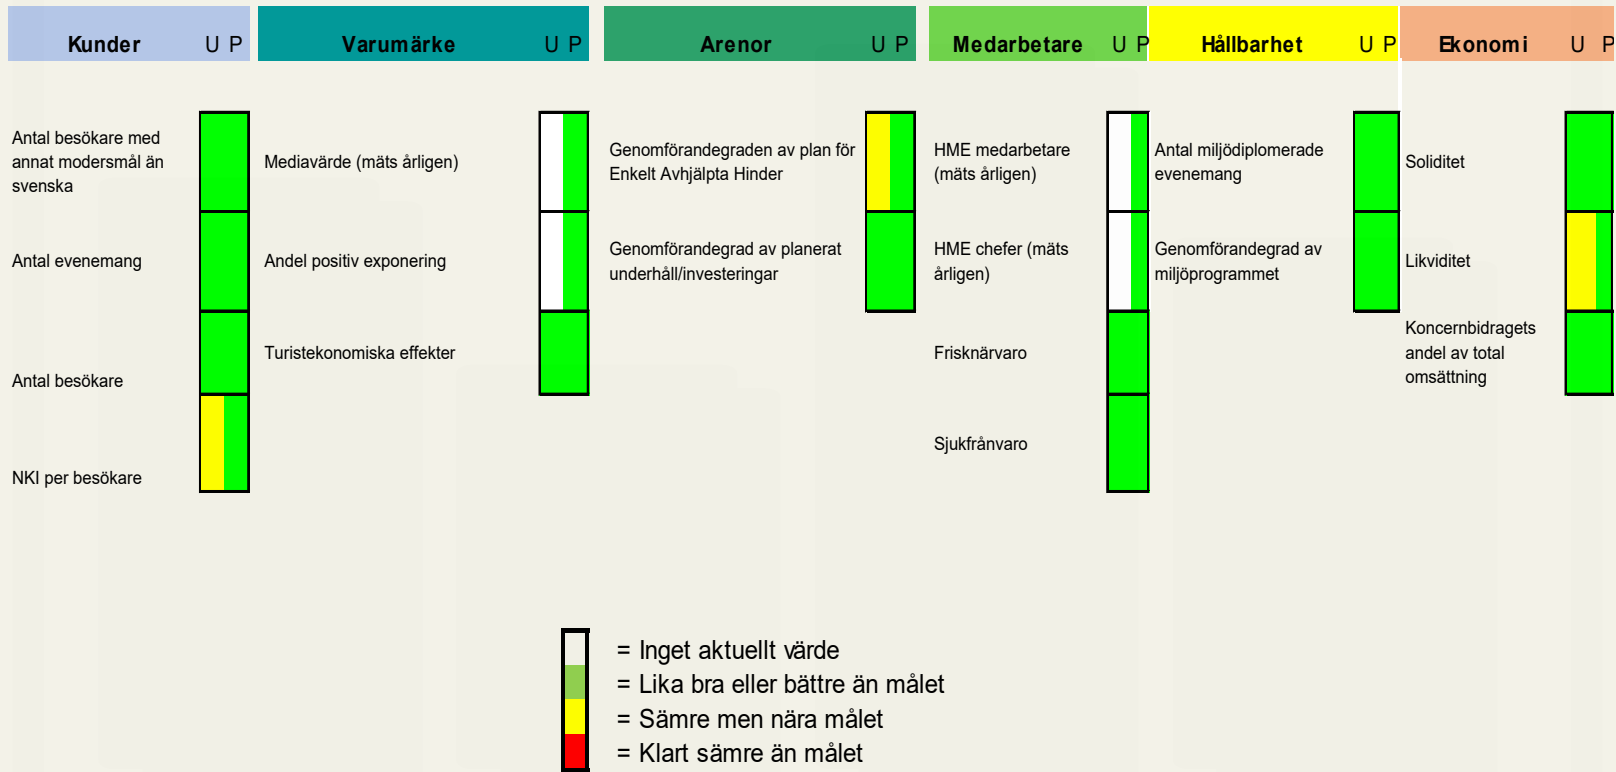 Kunder U P
Varumärke U P
Arenor U P
Medarbetare U P
Hållbarhet U P
Ekonomi U P
Antal besökare med
annat modersmål än
svenska
Antal evenemang
Antal besökare
NKI per besökare
Mediavärde (mäts årligen)
Andel positiv exponering
Turistekonomiska effekter
Genomförandegraden av plan för
Enkelt Avhjälpta Hinder
Genomförandegrad av planerat
underhåll/investeringar
HME medarbetare
(mäts årligen)
HME chefer (mäts
årligen)
Frisknärvaro
Sjukfrånvaro
Antal miljödiplomerade
evenemang
Genomförandegrad av
miljöprogrammet
Soliditet
Likviditet
Koncernbidragets
andel av total
omsättning
= Inget aktuellt värde
= Lika bra eller bättre än målet
= Sämre men nära målet
= Klart sämre än målet